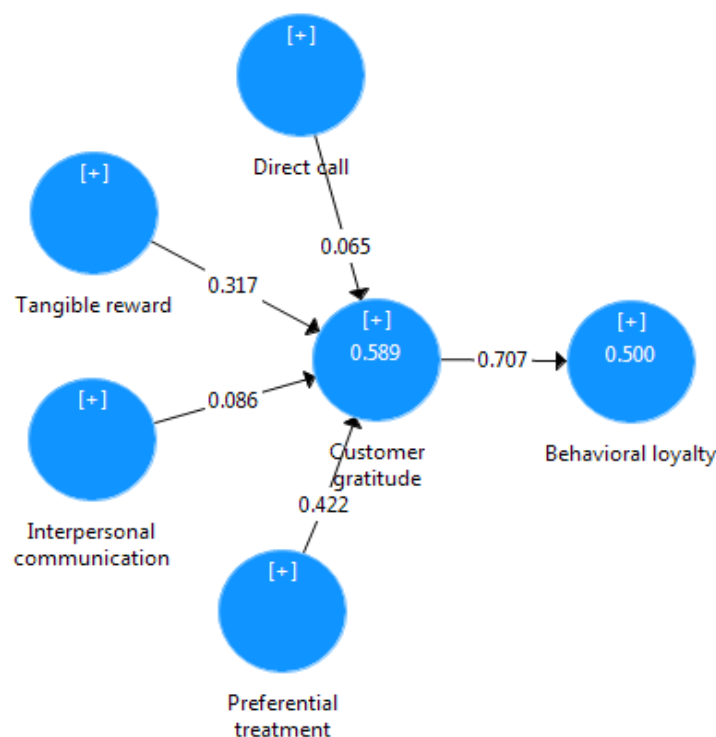 [+]
Direct call
[+]
Tangible reward
0.065
0.317
[+]
0.589
Customer
gratitude
0.707
[+]
0.500
Behavioral loyalty
[+]
0.086
Interpersonal
communication
0.422
[+]
Preferential
treatment